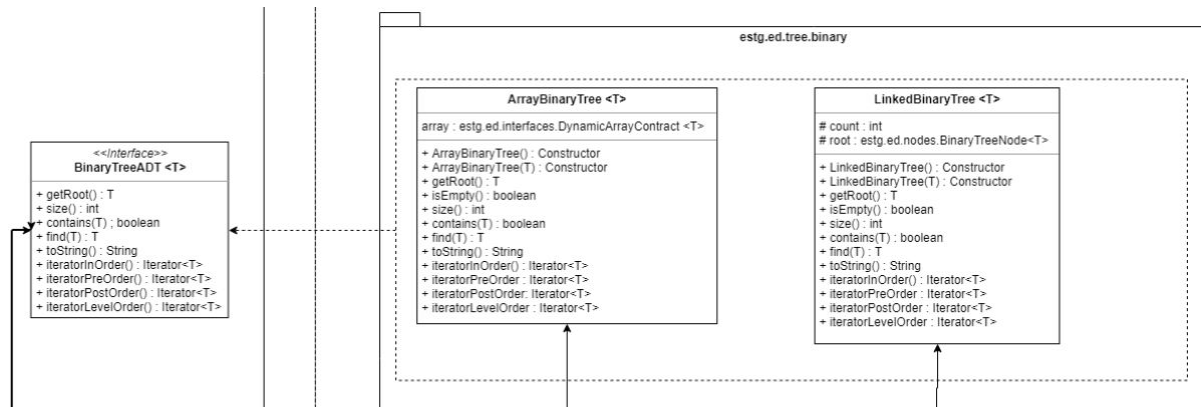 estg.ed.tree.binary
<<Interface>>
BinaryTreeADT <T>
+ getRoot() : T
+ size() : int
+ contains(T) ; boolean
+ find(T) : T
+ toString() : String
+ iteratorInOrder() : Iterator<T>
+ iteratorPreOrder() : Iterator<T>
+ iteratorPostOrder() : Iterator<T>
+ iteratorLevelOrder() : Iterator<T>
ArrayBinaryTree <T>
array : estg.ed.interfaces.DynamicArrayContract <T>
+ ArrayBinaryTree() : Constructor
+ ArrayBinaryTree(T) : Constructor
+ getRoot() : T
+ isEmpty() : boolean
+ size() : int
+ contains(T) : boolean
+ find(T) : T
+ toString() : String
+ iteratorInOrder() : Iterator<T>
+ iteratorPreOrder : Iterator<T>
+ iteratorPostOrder: Iterator<T>
+ iteratorLevelOrder : Iterator<T>
LinkedBinaryTree <T>
# count : int
# root : estg.ed.nodes.BinaryTreeNode<T>
+ LinkedBinaryTree() : Constructor
+ LinkedBinaryTree(T) : Constructor
+ getRoot() : T
+ isEmpty() : boolean
+ size() : int
+ contains(T) : boolean
+ find(T) : T
+ toString() : String
+ iteratorInOrder() : Iterator<T>
+ iteratorPreOrder : Iterator<T>
+ iteratorPostOrder : Iterator<T>
+ iteratorLevelOrder : Iterator<T>